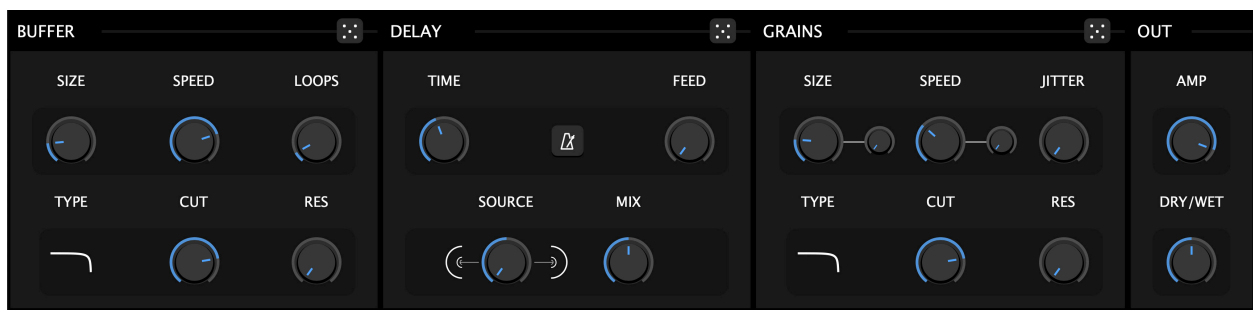 BUFFER
DELAY
GRAINS
OUT
SIZE
SPEED
LOOPS
TIME
FEED
SIZE
SPEED
JITTER
AMP
TYPE
CUT
RES
SOURCE
MIX
TYPE
CUT
RES
DRY/WET